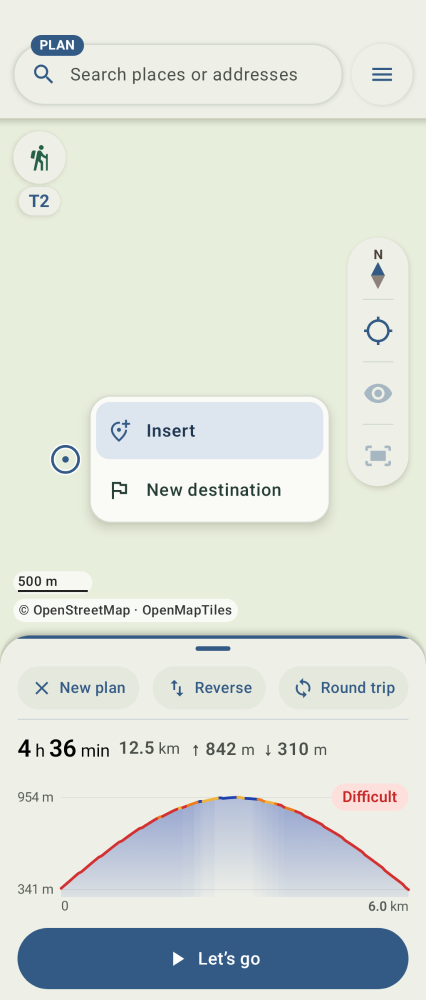 PLAN
Search places or addresses
T2
N
Insert
New destination
500 m
© OpenStreetMap · OpenMapTiles
New plan
Reverse
Round trip
4 h 36 min 12.5 km ↑ 842 m ↓ 310 m
954 m
Difficult
341 m
0
6.0 km
Let's go